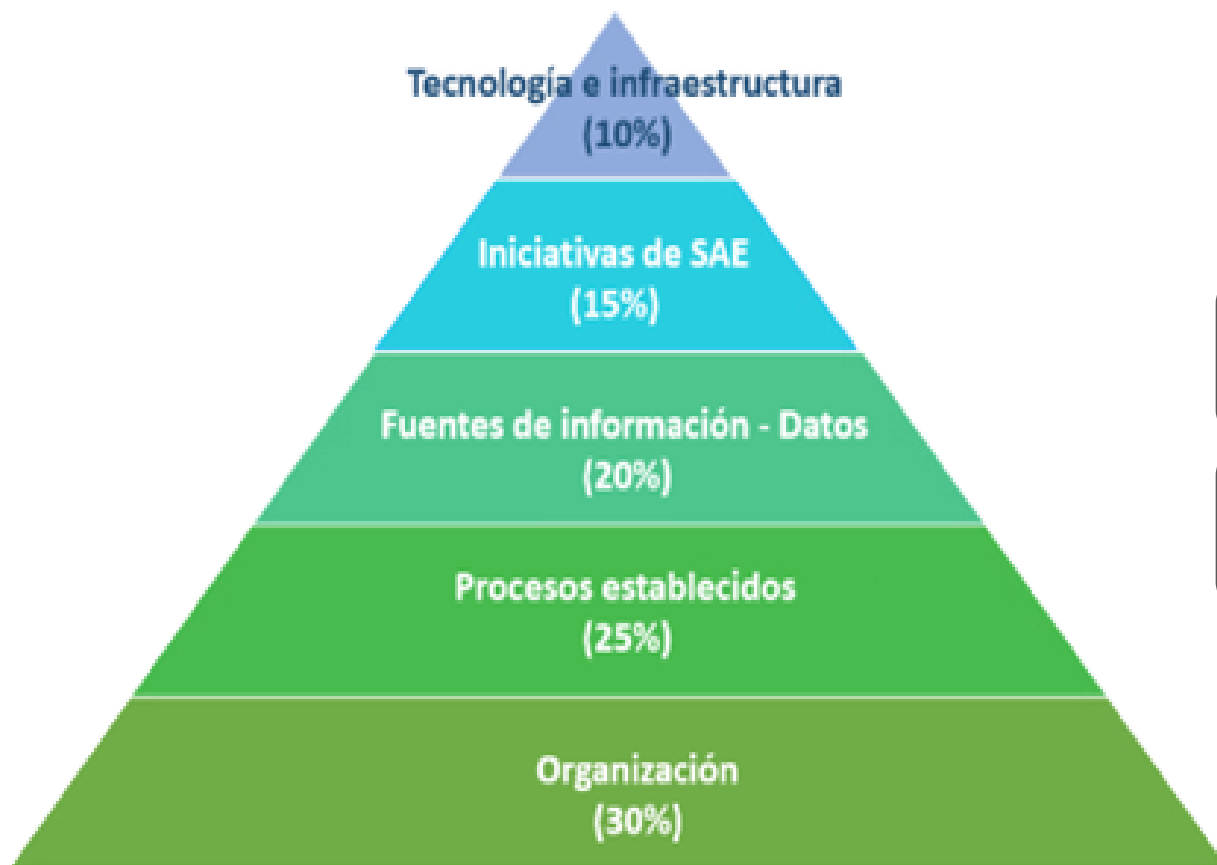 Tecnología e infraestructura
(10%)
Iniciativas de SAE
(15%)
Fuentes de información - Datos
(20%)
Procesos establecidos
(25%)
Organización
(30%)